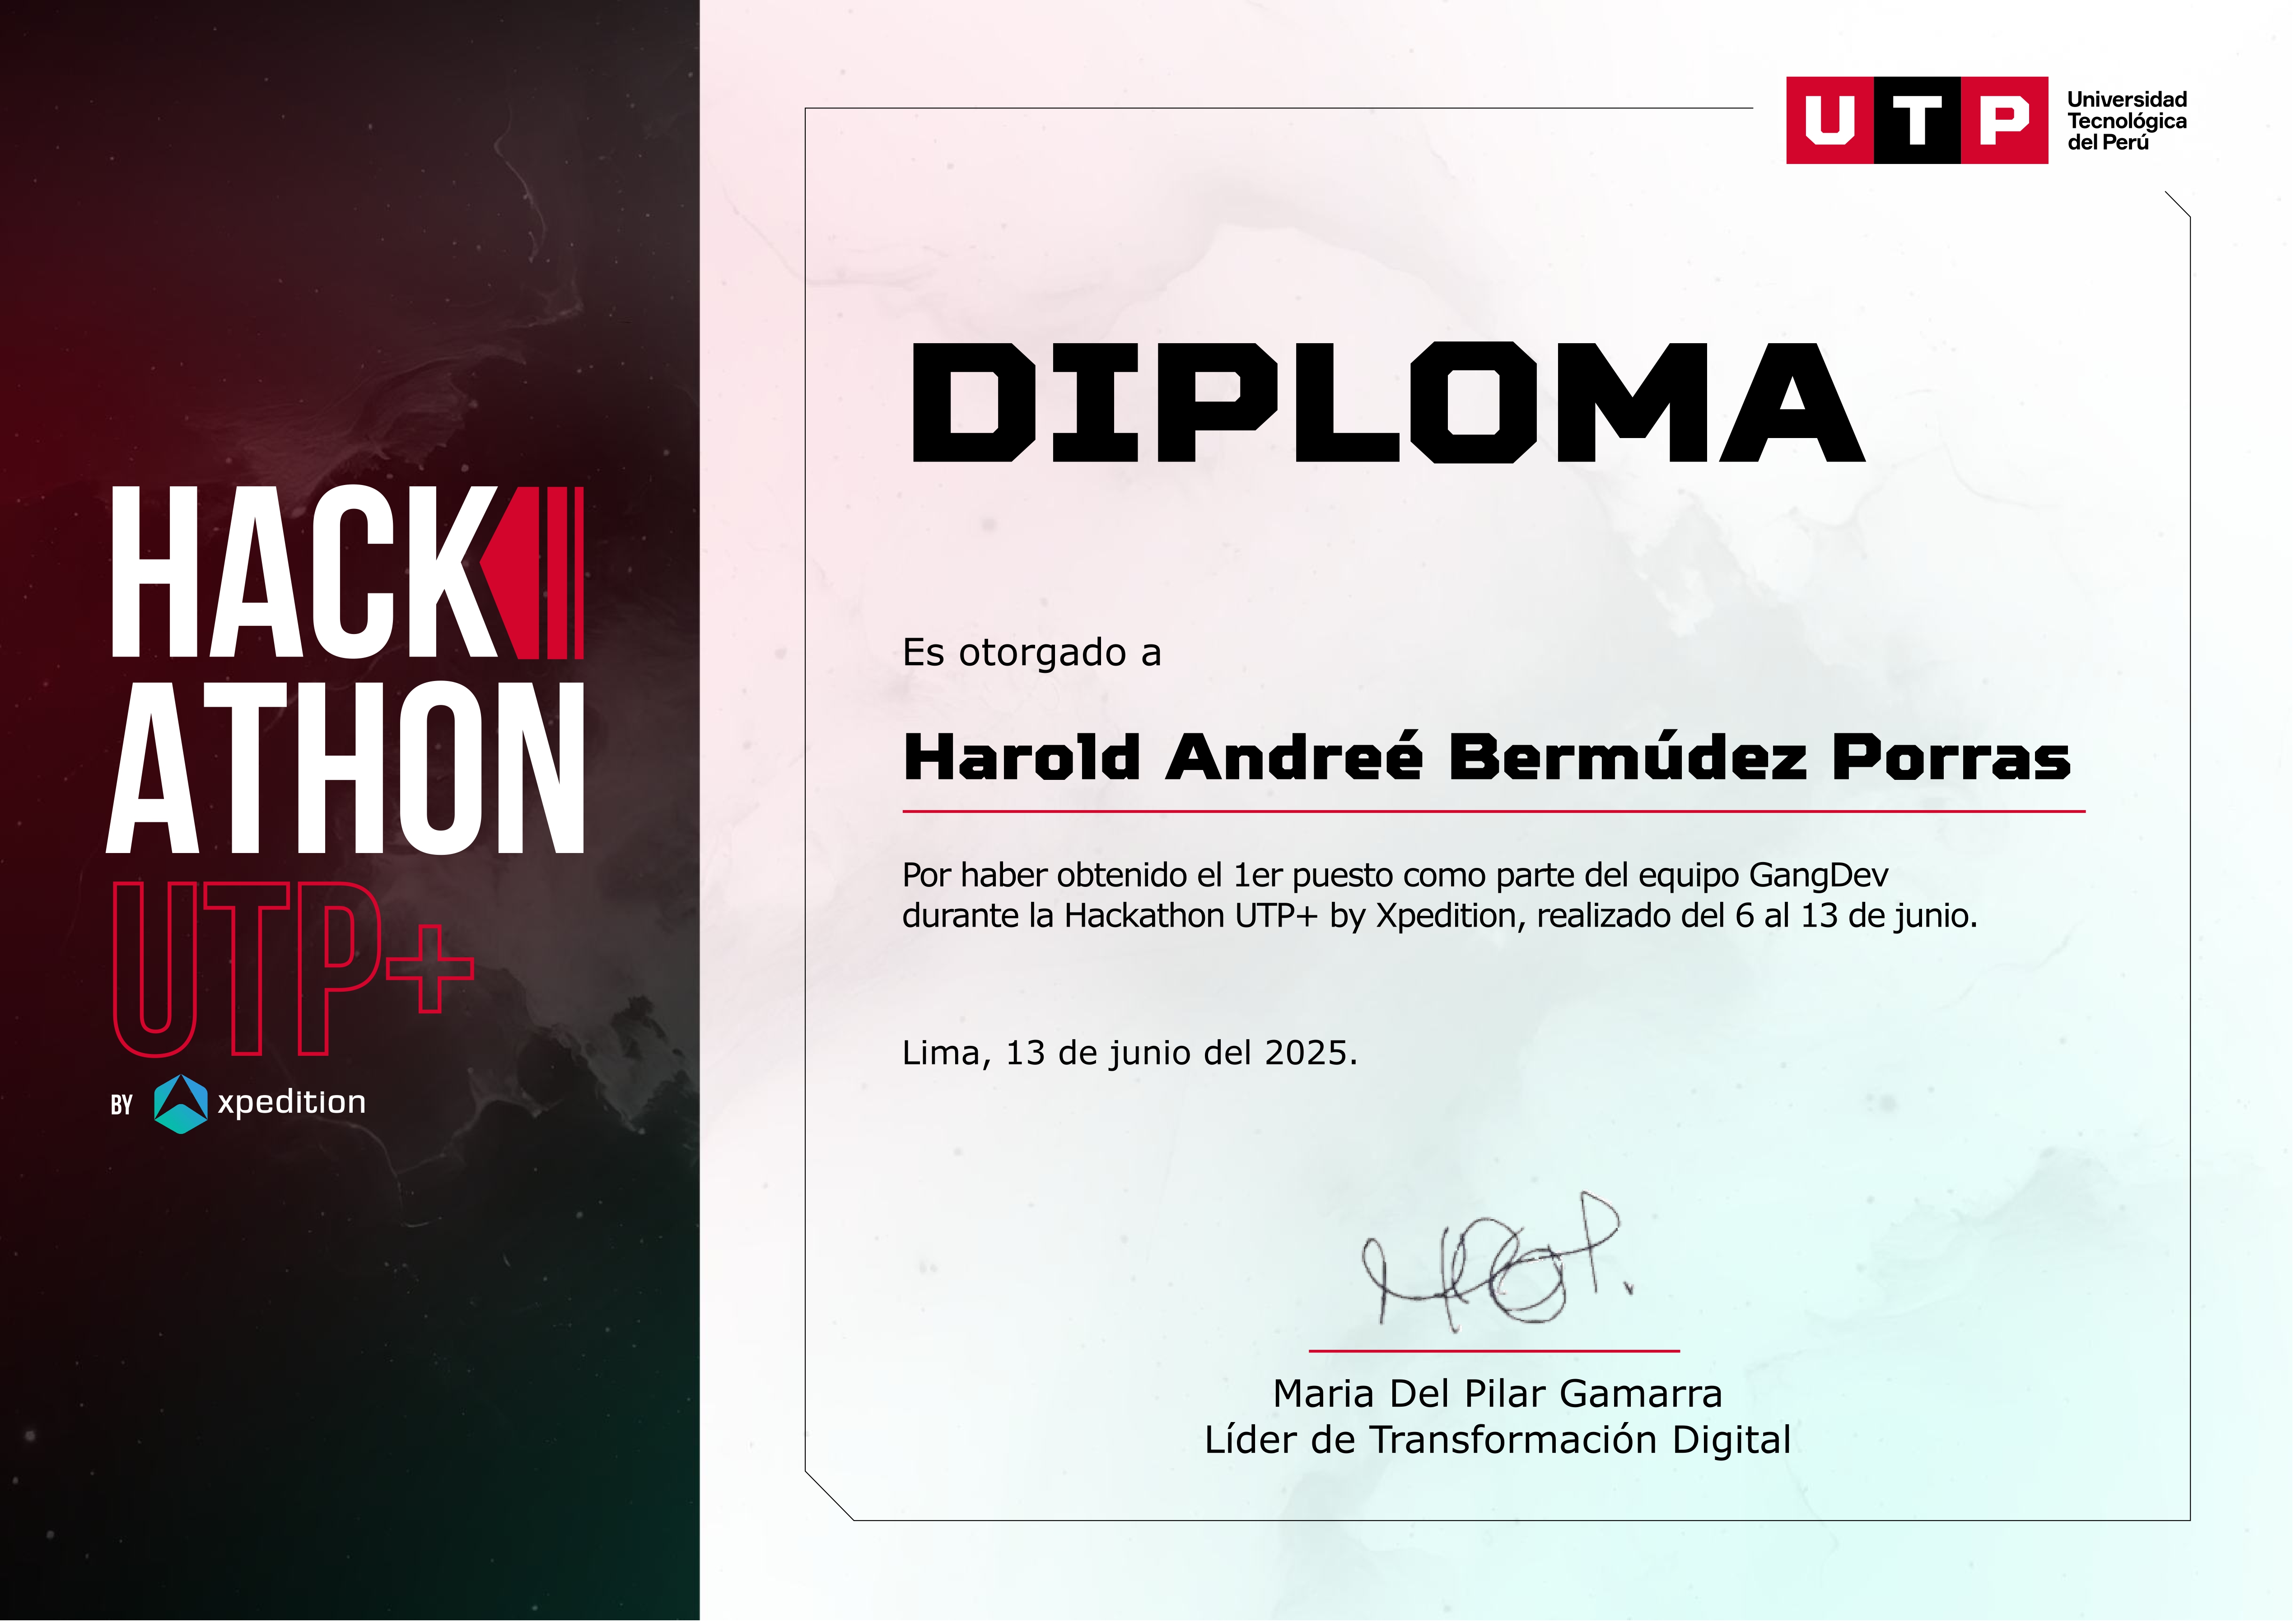 HACK
ATHON
UTP+
BY xpedition
UTP
Universidad
Tecnológica
del Perú
DIPLOMA
Es otorgado a
Harold Andreé Bermúdez Porras
Por haber obtenido el 1er puesto como parte del equipo GangDev
durante la Hackathon UTP+ by Xpedition, realizado del 6 al 13 de junio.
Lima, 13 de junio del 2025.
Maria Del Pilar Gamarra
Líder de Transformación Digital